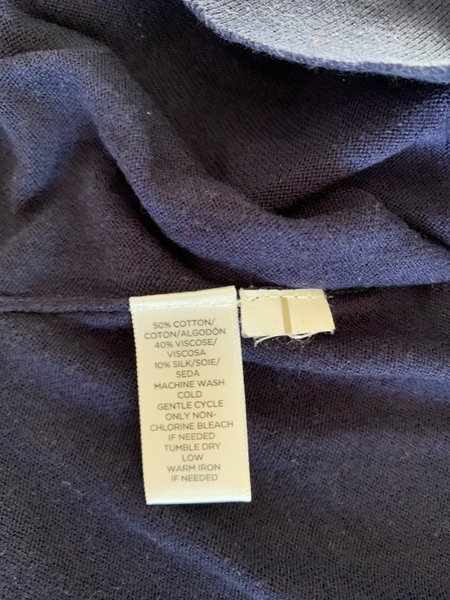 50% COTTON/
COTON/ALGODÓN
40% VISCOSE/
VISCOSA
10% SILK/SOIE/
SEDA
MACHINE WASH
COLD
GENTLE CYCLE
ONLY NON-
CHLORINE BLEACH
IF NEEDED
TUMBLE DRY
LOW
WARM IRON
IF NEEDED